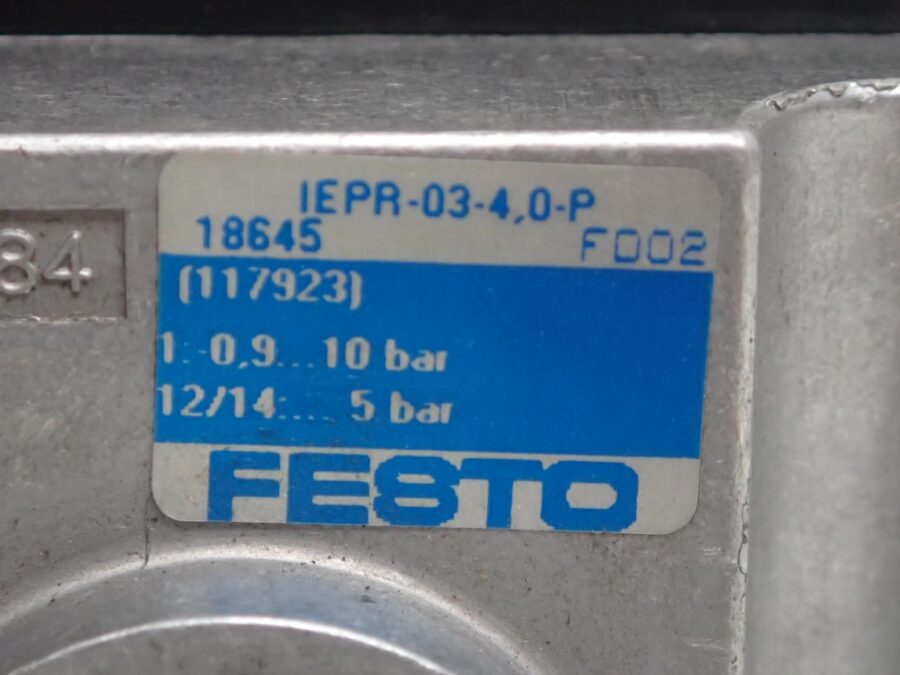 IEPR-03-4,0-P
18645 F002
84
(117923)
1: -0,9...10 bar
12/14:.... 5 bar
FESTO